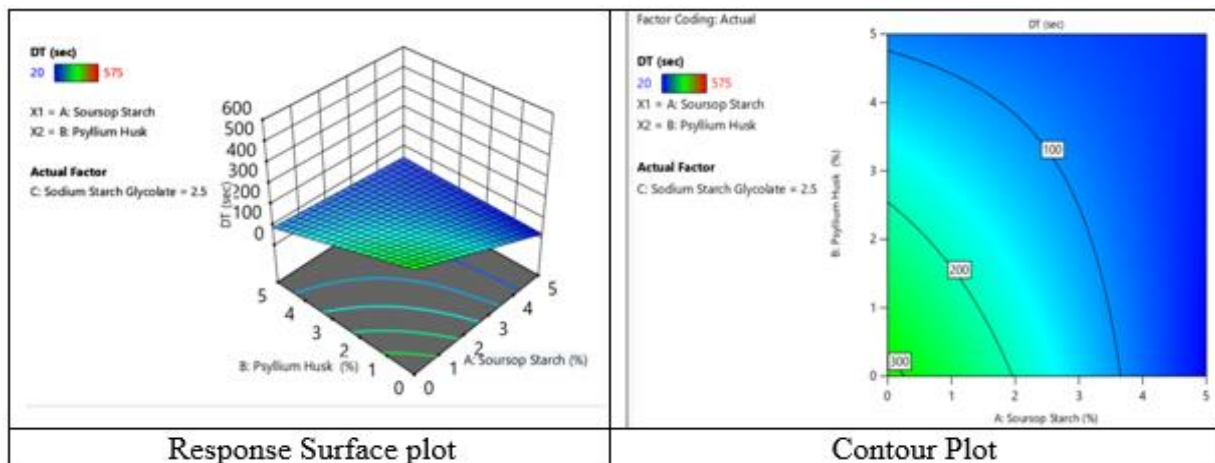 DT (sec)
20 575
X1 = A: Soursop Starch
X2 = B: Psyllium Husk
Actual Factor
C: Sodium Starch Glycolate = 2.5
600
500
400
300
200
100
0
DT (sec)
5
4
3
2
1
0
B: Psyllium Husk (%)
0
1
2
3
4
5
A: Soursop Starch (%)
Response Surface plot
Factor Coding: Actual
DT (sec)
DT (sec)
20 575
X1 = A: Soursop Starch
X2 = B: Psyllium Husk
Actual Factor
C: Sodium Starch Glycolate = 2.5
5
4
3
2
1
0
B: Psyllium Husk (%)
100
200
300
0 1 2 3 4 5
A: Soursop Starch (%)
Contour Plot